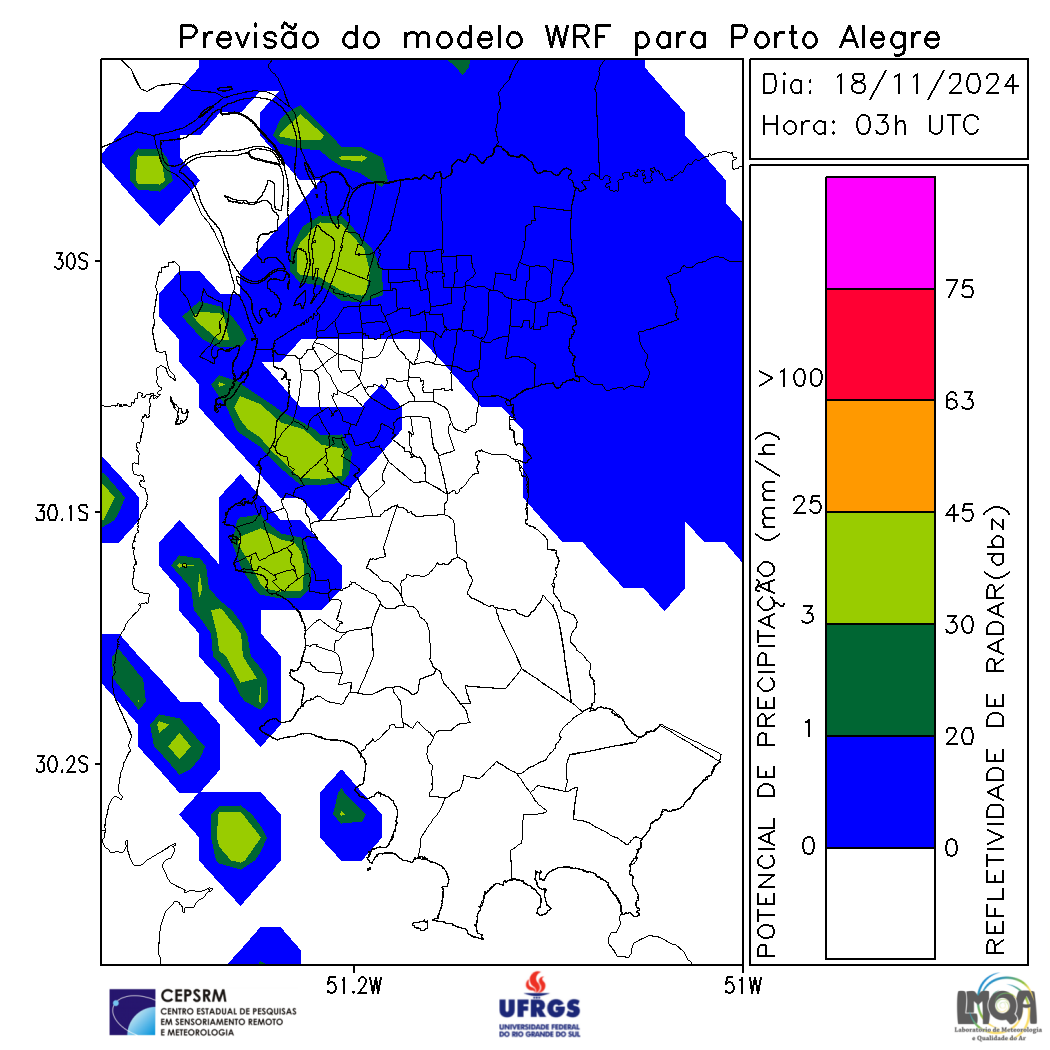 Previsão do modelo WRF para Porto Alegre
Dia: 18/11/2024
Hora: 03h UTC
30S
30.1S
30.2S
51.2W
51W
POTENCIAL DE PRECIPITAÇÃO (mm/h)
>100
25
3
1
0
75
63
45
30
20
0
REFLETIVIDADE DE RADAR(dbz)
CEPSRM
CENTRO ESTADUAL DE PESQUISAS
EM SENSORIAMENTO REMOTO
E METEOROLOGIA
UFRGS
UNIVERSIDADE FEDERAL
DO RIO GRANDE DO SUL
LMQA
Laboratório de Meteorologia
e Qualidade do Ar